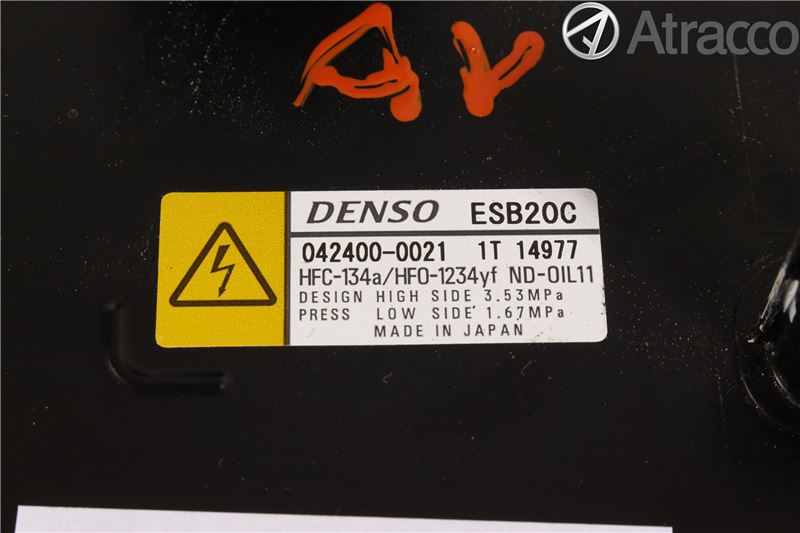 AV
Atracco
DENSO ESB20C
042400-0021 1T 14977
HFC-134a/HFO-1234yf ND-OIL11
DESIGN HIGH SIDE 3.53MPa
PRESS LOW SIDE 1.67MPa
MADE IN JAPAN